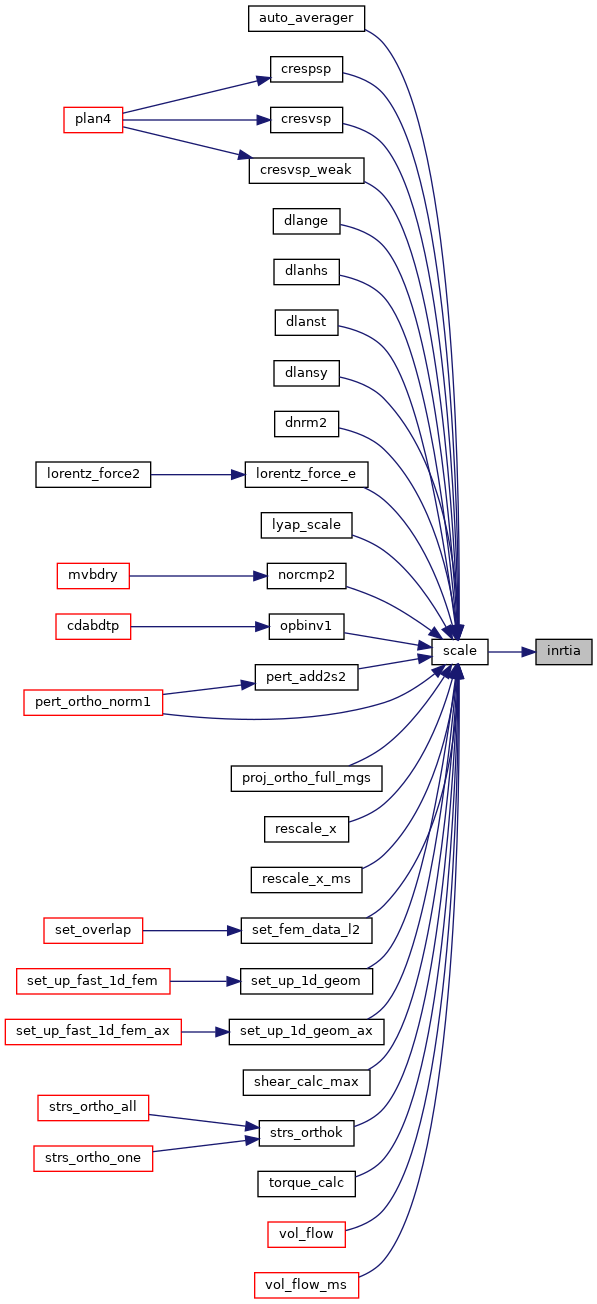 auto_averager
crespsp
plan4
cresvsp
cresvsp_weak
dlange
dlanhs
dlanst
dlansy
dnrm2
lorentz_force2
lorentz_force_e
lyap_scale
mvbdry
norcmp2
cdabdtp
opbinv1
scale
inrtia
pert_add2s2
pert_ortho_norm1
proj_ortho_full_mgs
rescale_x
rescale_x_ms
set_overlap
set_fem_data_l2
set_up_fast_1d_fem
set_up_1d_geom
set_up_fast_1d_fem_ax
set_up_1d_geom_ax
shear_calc_max
strs_ortho_all
strs_orthok
strs_ortho_one
torque_calc
vol_flow
vol_flow_ms